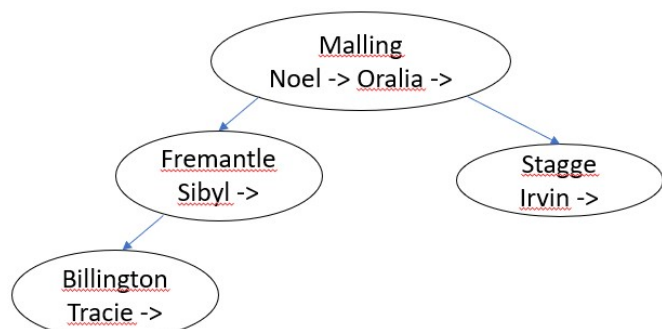 Malling
Noel -> Oralia ->
Fremantle
Sibyl ->
Stagge
Irvin ->
Billington
Tracie ->